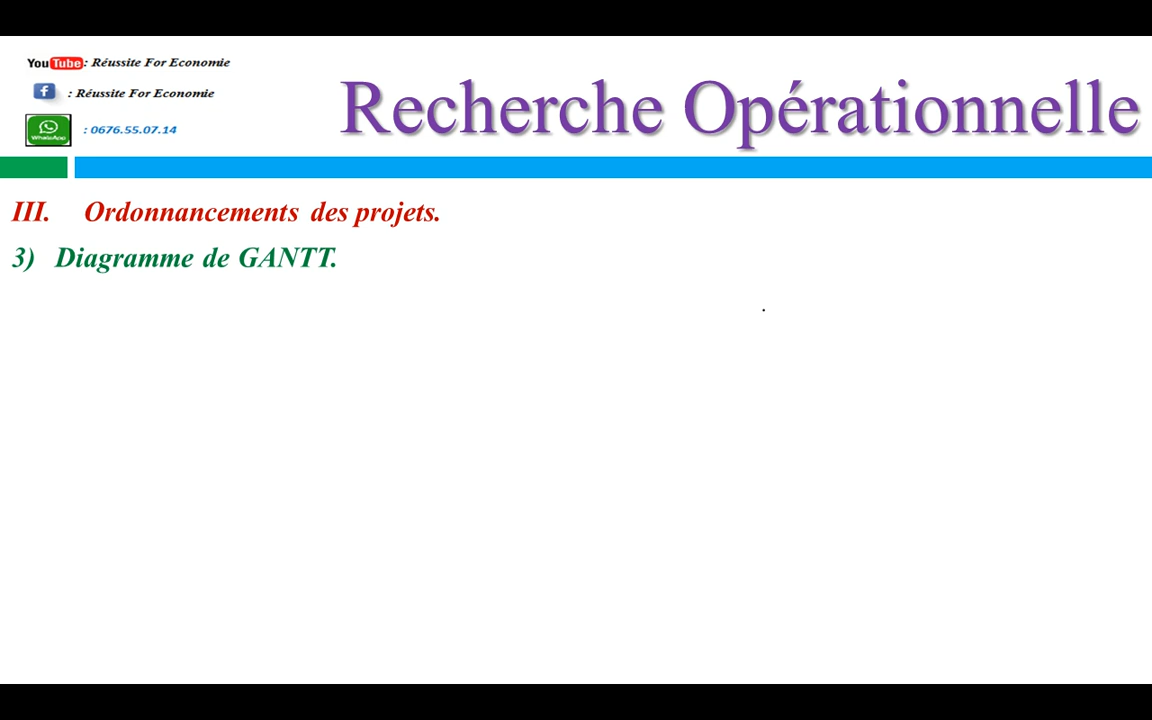 YouTube : Réussite For Economie
f : Réussite For Economie
WhatsApp : 0676.55.07.14
Recherche Opérationnelle
III. Ordonnancements des projets.
3) Diagramme de GANTT.